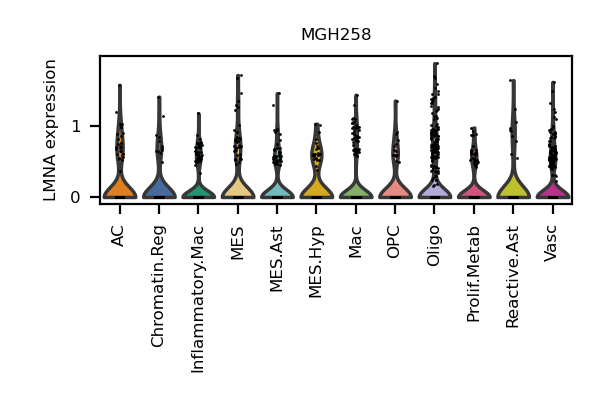 MGH258
LMNA expression
1
0
AC
Chromatin.Reg
Inflammatory.Mac
MES
MES.Ast
MES.Hyp
Mac
OPC
Oligo
Prolif.Metab
Reactive.Ast
Vasc